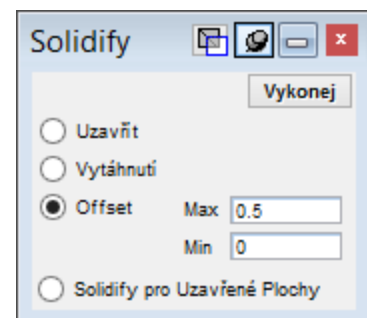 Solidify
Vykonej
Uzavřít
Vytáhnutí
Offset Max 0.5
Min 0
Solidify pro Uzavřené Plochy